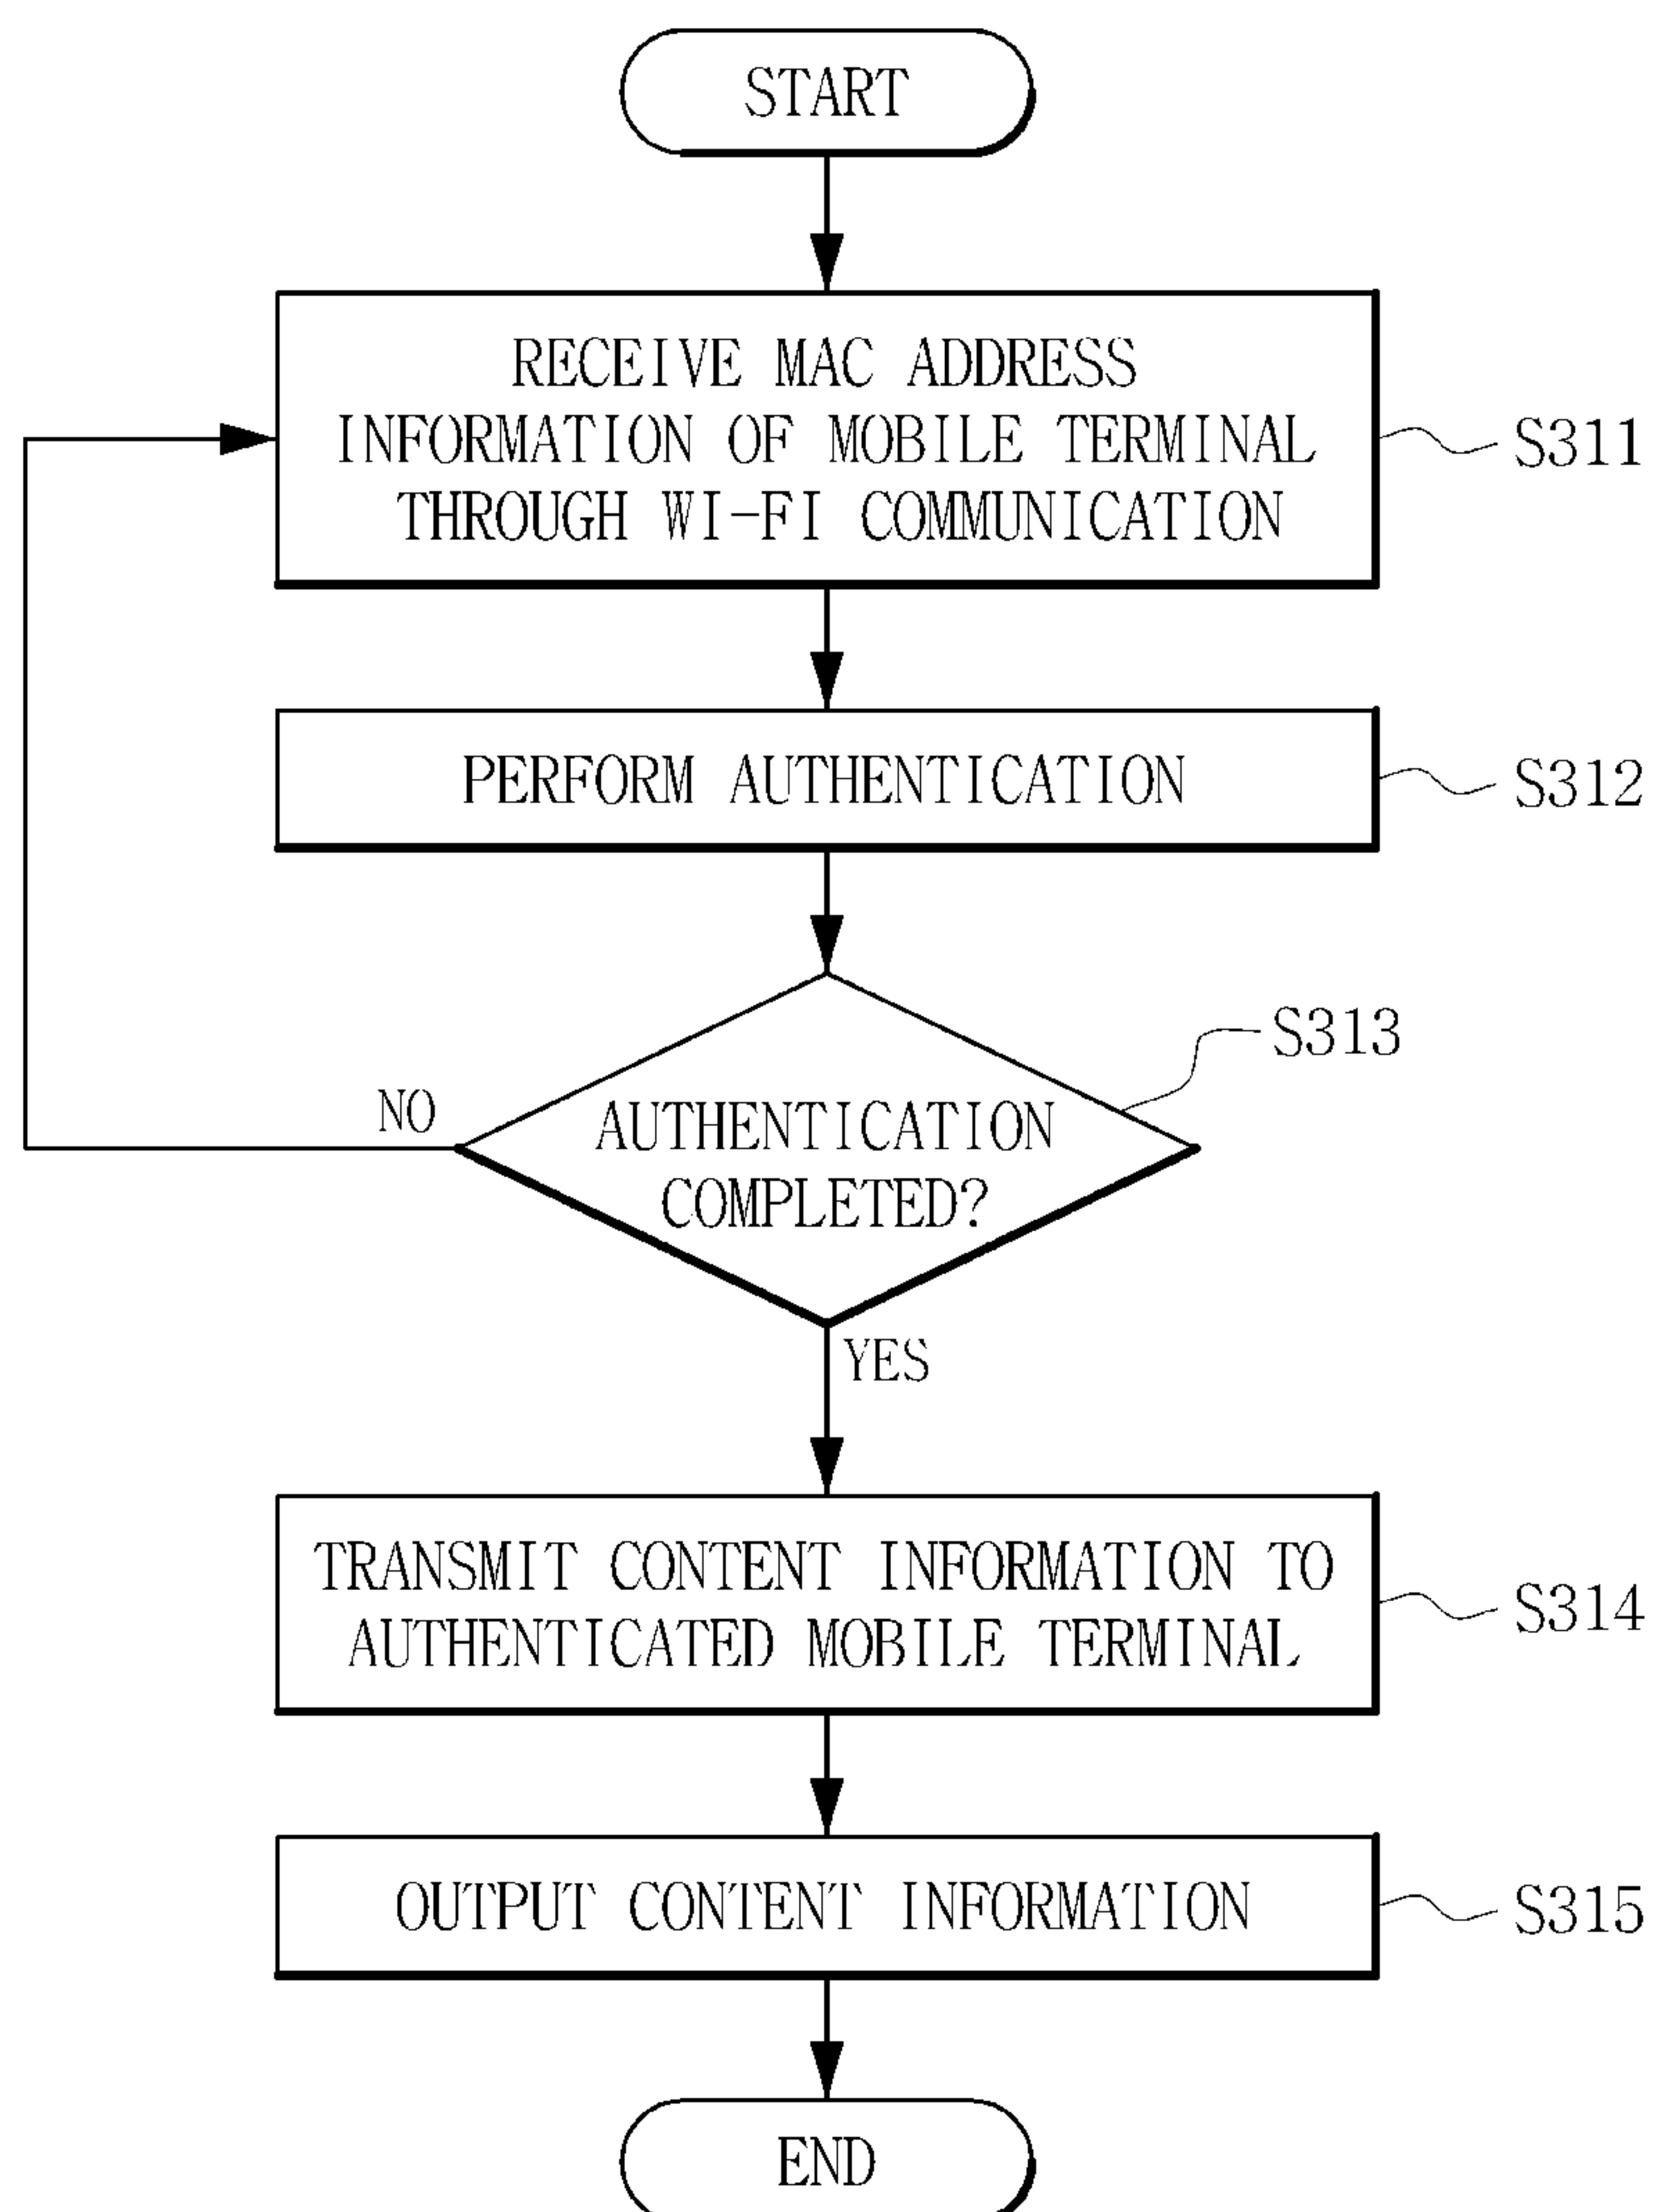 START
RECEIVE MAC ADDRESS
INFORMATION OF MOBILE TERMINAL
THROUGH WI-FI COMMUNICATION
S311
PERFORM AUTHENTICATION
S312
S313
NO
AUTHENTICATION
COMPLETED?
YES
TRANSMIT CONTENT INFORMATION TO
AUTHENTICATED MOBILE TERMINAL
S314
OUTPUT CONTENT INFORMATION
S315
END